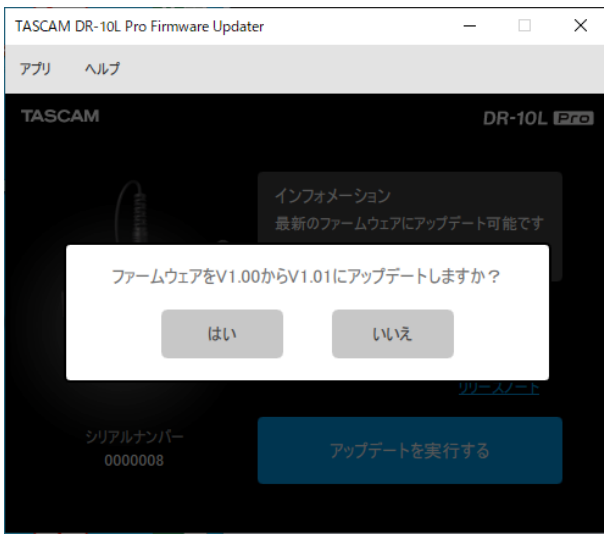 TASCAM DR-10L Pro Firmware Updater
アプリ ヘルプ
TASCAM DR-10L Pro
インフォメーション
最新のファームウェアにアップデート可能です
ファームウェアをV1.00からV1.01にアップデートしますか？
はい いいえ
リリースノート
シリアルナンバー
0000008
アップデートを実行する